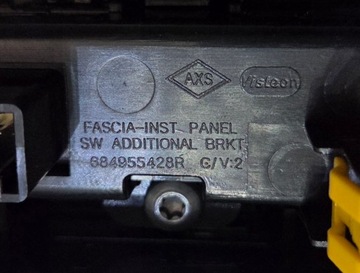 AXS Visteon
FASCIA-INST PANEL
SW ADDITIONAL BRKT
684955428R G/V:2